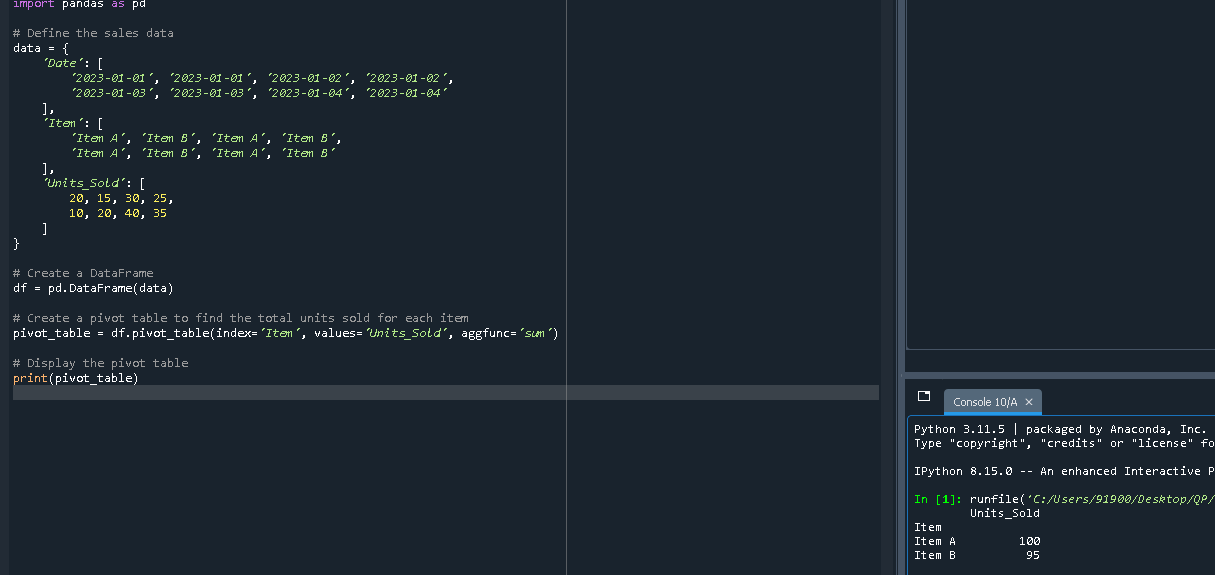 import pandas as pd
# Define the sales data
data = {
    'Date': [
        '2023-01-01', '2023-01-01', '2023-01-02', '2023-01-02',
        '2023-01-03', '2023-01-03', '2023-01-04', '2023-01-04'
    ],
    'Item': [
        'Item A', 'Item B', 'Item A', 'Item B',
        'Item A', 'Item B', 'Item A', 'Item B'
    ],
    'Units_Sold': [
        20, 15, 30, 25,
        10, 20, 40, 35
    ]
}
# Create a DataFrame
df = pd.DataFrame(data)
# Create a pivot table to find the total units sold for each item
pivot_table = df.pivot_table(index='Item', values='Units_Sold', aggfunc='sum')
# Display the pivot table
print(pivot_table)
Console 10/A ×
Python 3.11.5 | packaged by Anaconda, Inc.
Type "copyright", "credits" or "license" fo
IPython 8.15.0 -- An enhanced Interactive P
In [1]: runfile('C:/Users/91900/Desktop/QP/
        Units_Sold
Item
Item A         100
Item B          95